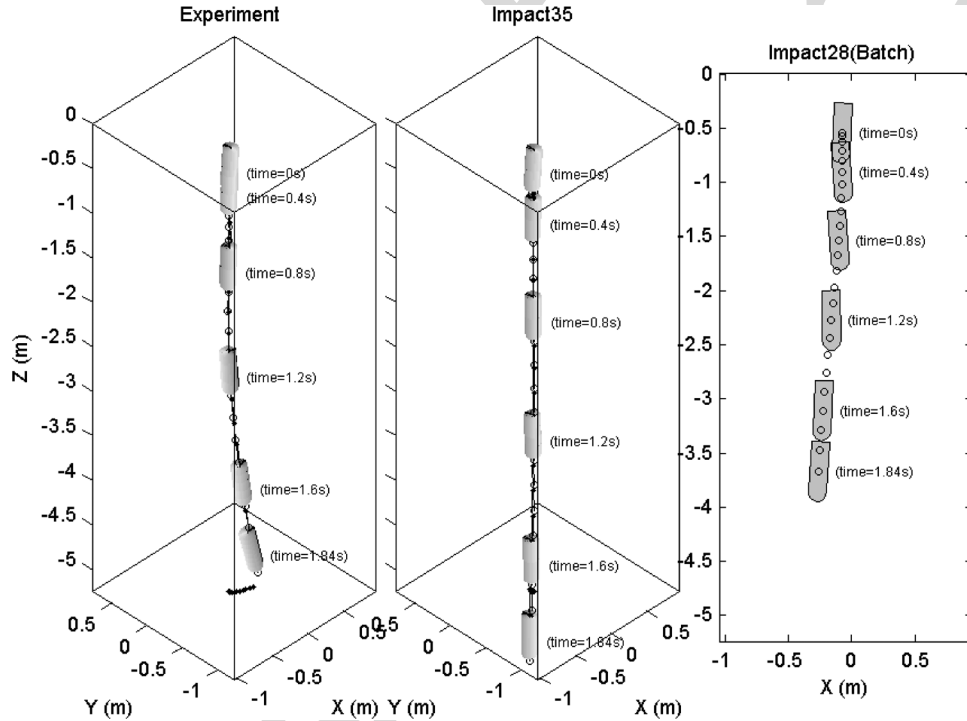 Experiment
Impact35
Impact28(Batch)
0
-0.5
-1
-1.5
-2
-2.5
-3
-3.5
-4
-4.5
-5
Z (m)
(time=0s)
(time=0.4s)
(time=0.8s)
(time=1.2s)
(time=1.6s)
(time=1.84s)
0.5
0
-0.5
-1
Y (m)
-1
-0.5
0
0.5
X (m)
(time=0s)
(time=0.4s)
(time=0.8s)
(time=1.2s)
(time=1.6s)
(time=1.84s)
0.5
0
-0.5
-1
Y (m)
-1
-0.5
0
0.5
X (m)
0
-0.5
-1
-1.5
-2
-2.5
-3
-3.5
-4
-4.5
-5
(time=0s)
(time=0.4s)
(time=0.8s)
(time=1.2s)
(time=1.6s)
(time=1.84s)
-1
-0.5
0
0.5
X (m)